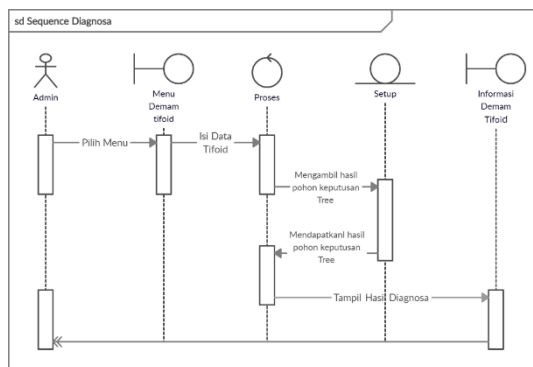 sd Sequence Diagnosa
Admin
Menu
Demam
tifoid
Proses
Setup
Informasi
Demam
Tifoid
Pilih Menu
Isi Data
Tifoid
Mengambil hasil
pohon keputusan
Tree
Mendapatkanl hasil
pohon keputusan
Tree
Tampil Hasil Diagnosa